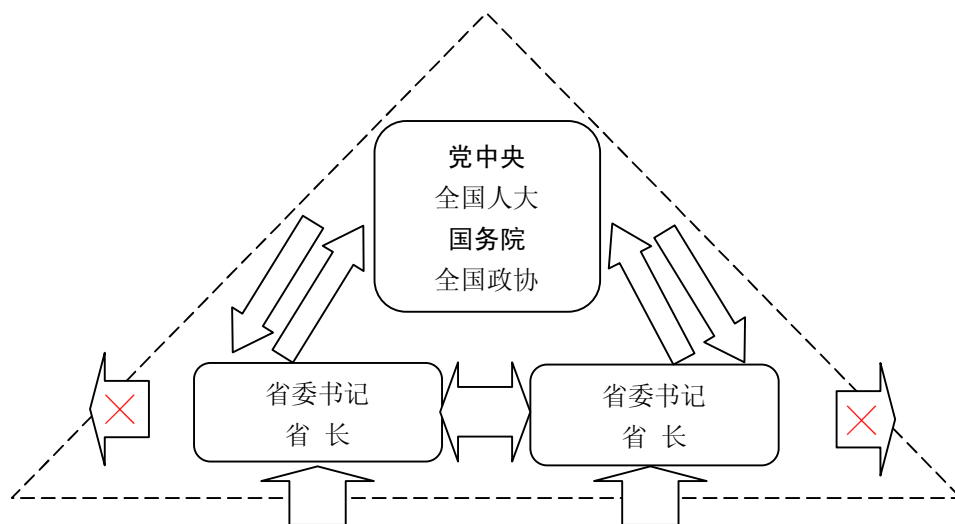 党中央
全国人大
国务院
全国政协
省委书记
省 长
省委书记
省 长